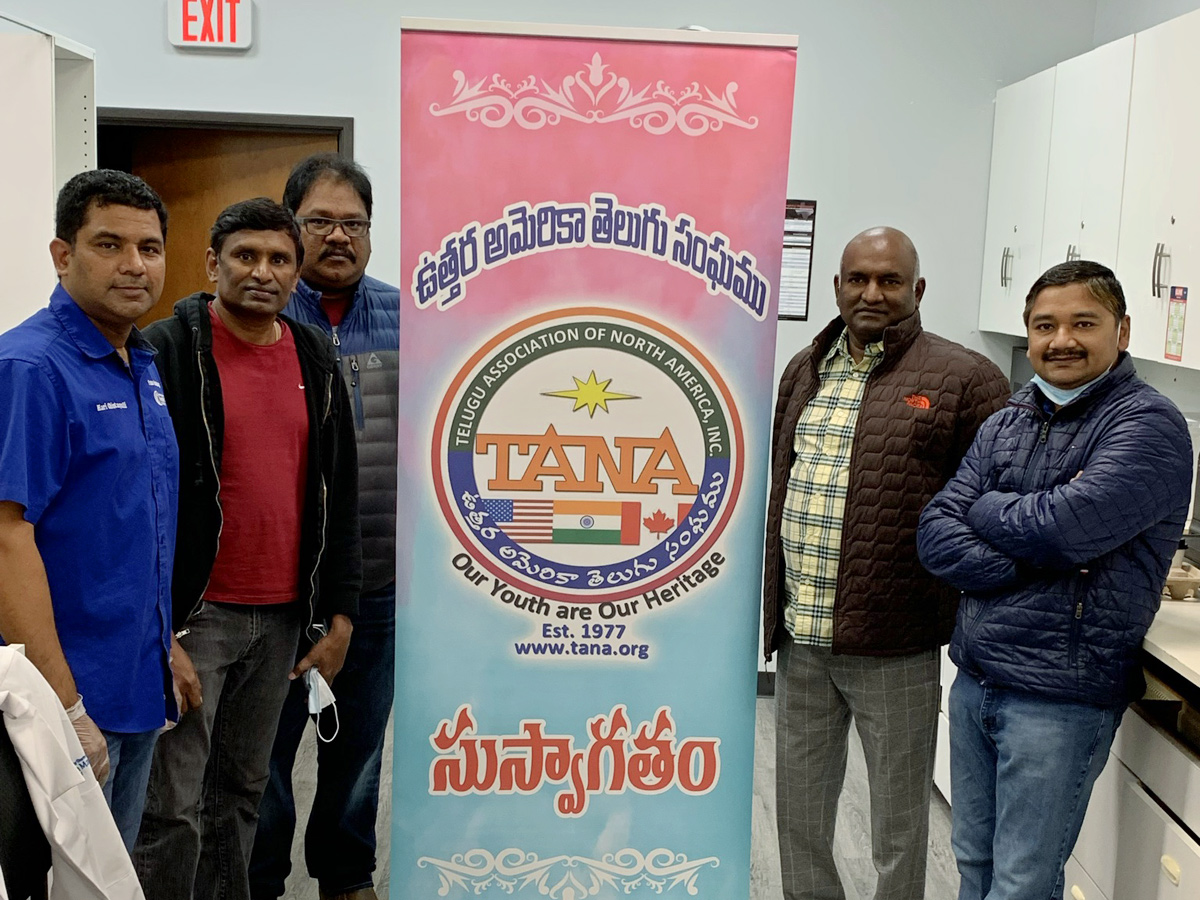 EXIT
ఉత్తర అమెరికా తెలుగు సంఘము
TELUGU ASSOCIATION OF NORTH AMERICA, INC.
TANA
ఉత్తర అమెరికా తెలుగు సంఘము
Our Youth are Our Heritage
Est. 1977
www.tana.org
సుస్వాగతం